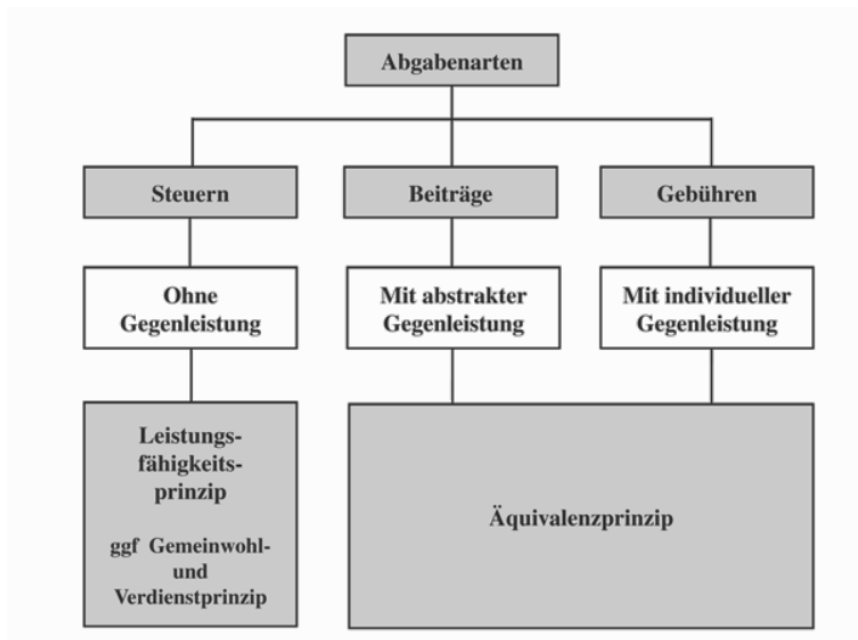 Abgabenarten
Steuern
Beiträge
Gebühren
Ohne
Gegenleistung
Mit abstrakter
Gegenleistung
Mit individueller
Gegenleistung
Leistungs-
fähigkeits-
prinzip
ggf Gemeinwohl-
und
Verdienstprinzip
Äquivalenzprinzip